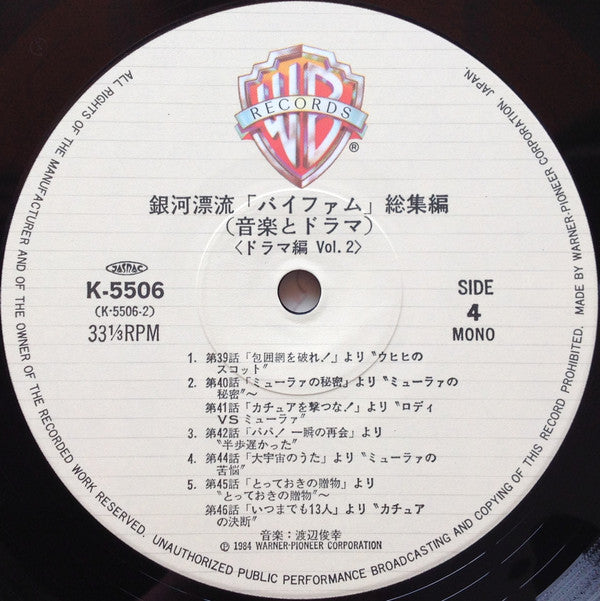 ALL RIGHTS OF THE MANUFACTURER AND OF THE OWNER OF THE RECORDED WORK RESERVED. UNAUTHORIZED PUBLIC PERFORMANCE BROADCASTING AND COPYING OF THIS RECORD PROHIBITED. MADE BY WARNER-PIONEER CORPORATION, JAPAN.
WB
RECORDS
®
銀河漂流「バイファム」総集編
(音楽とドラマ)
〈ドラマ編 Vol.2〉
JASRAC
K-5506
(K-5506-2)
33⅓RPM
SIDE
4
MONO
1. 第39話「包囲網を破れ!」より〝ウヒヒの
スコット〟
2. 第40話「ミューラァの秘密」〝ミューラァの
秘密〟~
第41話「カチュアを撃つな!」より〝ロディ
VSミューラァ〟
3. 第42話「パパ! 一瞬の再会」より
〝半歩遅かった〟
4. 第44話「大宇宙のうた」より〝ミューラァの
苦悩〟
5. 第45話「とっておきの贈物」より
〝とっておきの贈物〟~
第46話「いつまでも13人」より〝カチュア
の決断〟
音楽:渡辺俊幸
Ⓟ 1984 WARNER-PIONEER CORPORATION